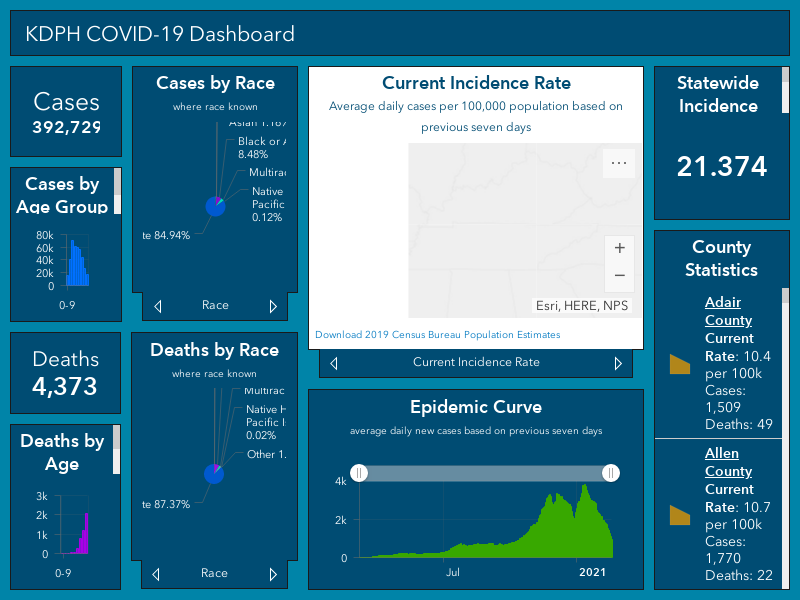 KDPH COVID-19 Dashboard
Cases
392,729
Cases by
Age Group
80k
60k
40k
20k
0
0-9
Deaths
4,373
Deaths by
Age
3k
2k
1k
0
0-9
Cases by Race
where race known
Black or
8.48%
Native
Pacific
0.12%
84.94%
Race
Deaths by Race
where race known
Native
Pacific
0.02%
Other 1.
87.37%
Race
Current Incidence Rate
Average daily cases per 100,000 population based on
previous seven days
Esri, HERE, NPS
Download 2019 Census Bureau Population Estimates
Current Incidence Rate
Epidemic Curve
average daily new cases based on previous seven days
4k
2k
0
Jul
2021
Statewide
Incidence
21.374
County
Statistics
Adair
County
Current
Rate: 10.4
per 100k
Cases:
1,509
Deaths: 49
Allen
County
Current
Rate: 10.7
per 100k
Cases:
1,770
Deaths: 22